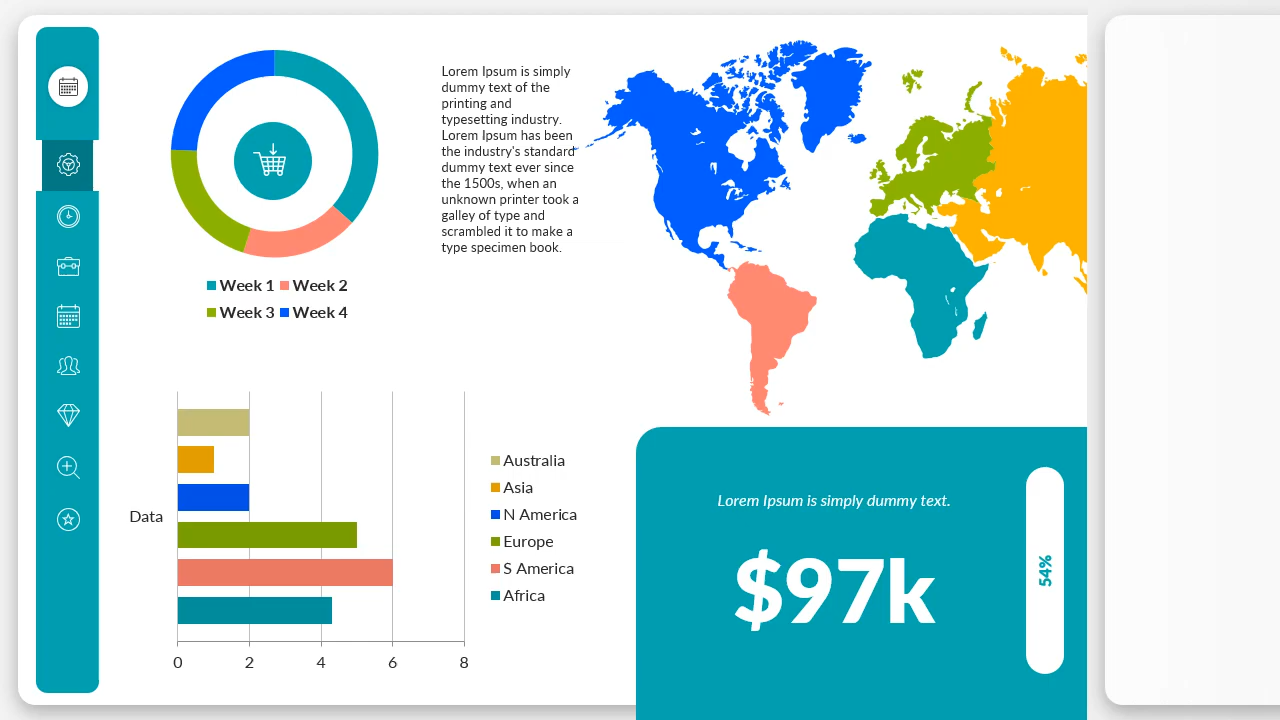 Lorem Ipsum is simply
dummy text of the
printing and
typesetting industry.
Lorem Ipsum has been
the industry's standard
dummy text ever since
the 1500s, when an
unknown printer took a
galley of type and
scrambled it to make a
type specimen book.
Week 1 Week 2
Week 3 Week 4
Data
0 2 4 6 8
Australia
Asia
N America
Europe
S America
Africa
Lorem Ipsum is simply dummy text.
$97k
54%